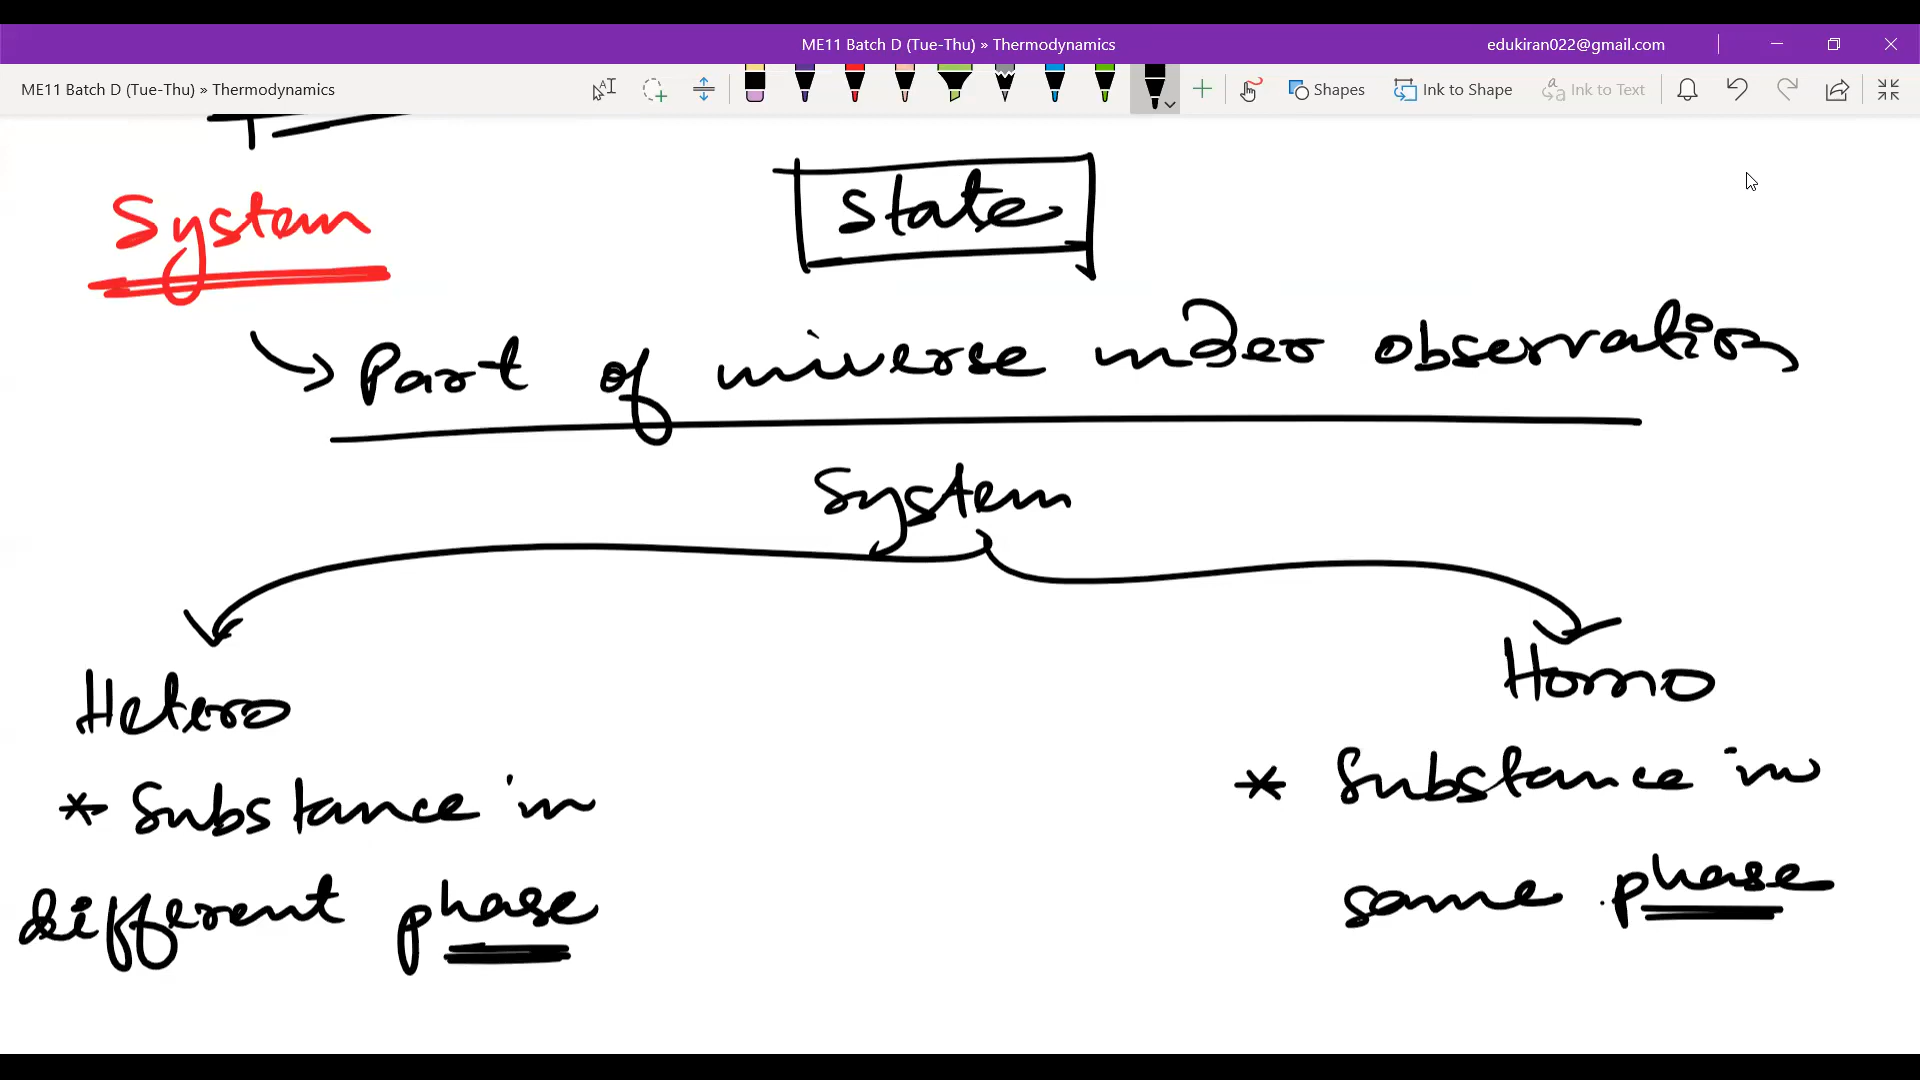 ME11 Batch D (Tue-Thu) » Thermodynamics
edukiran022@gmail.com
ME11 Batch D (Tue-Thu) » Thermodynamics
Shapes
Ink to Shape
Ink to Text
State
System
Part of universe under observation
System
Hetero
Homo
* Substance in
different phase
* Substance in
same phase